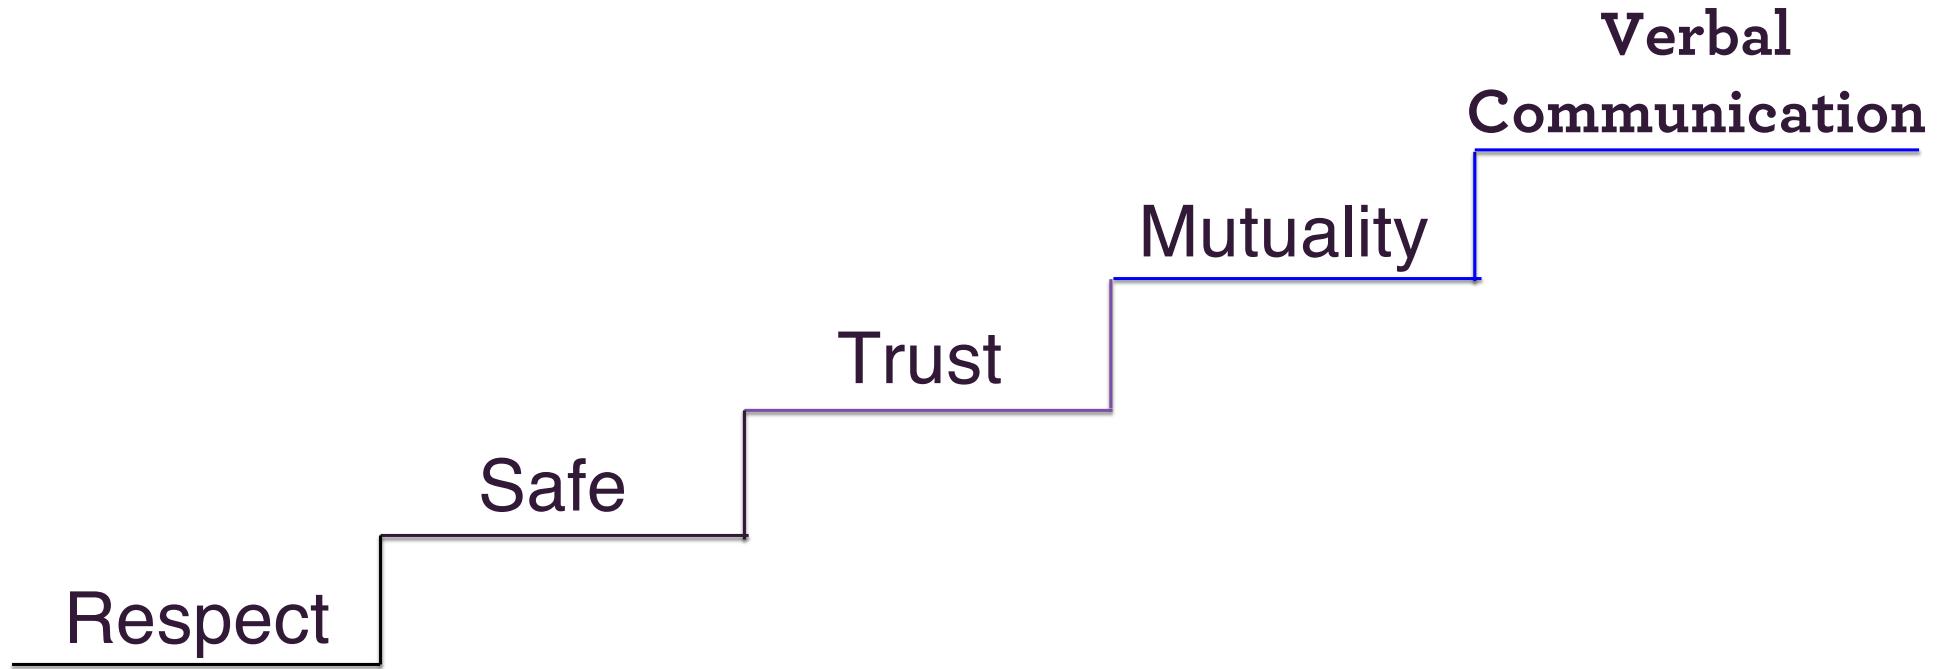 Verbal
Communication
Mutuality
Trust
Safe
Respect